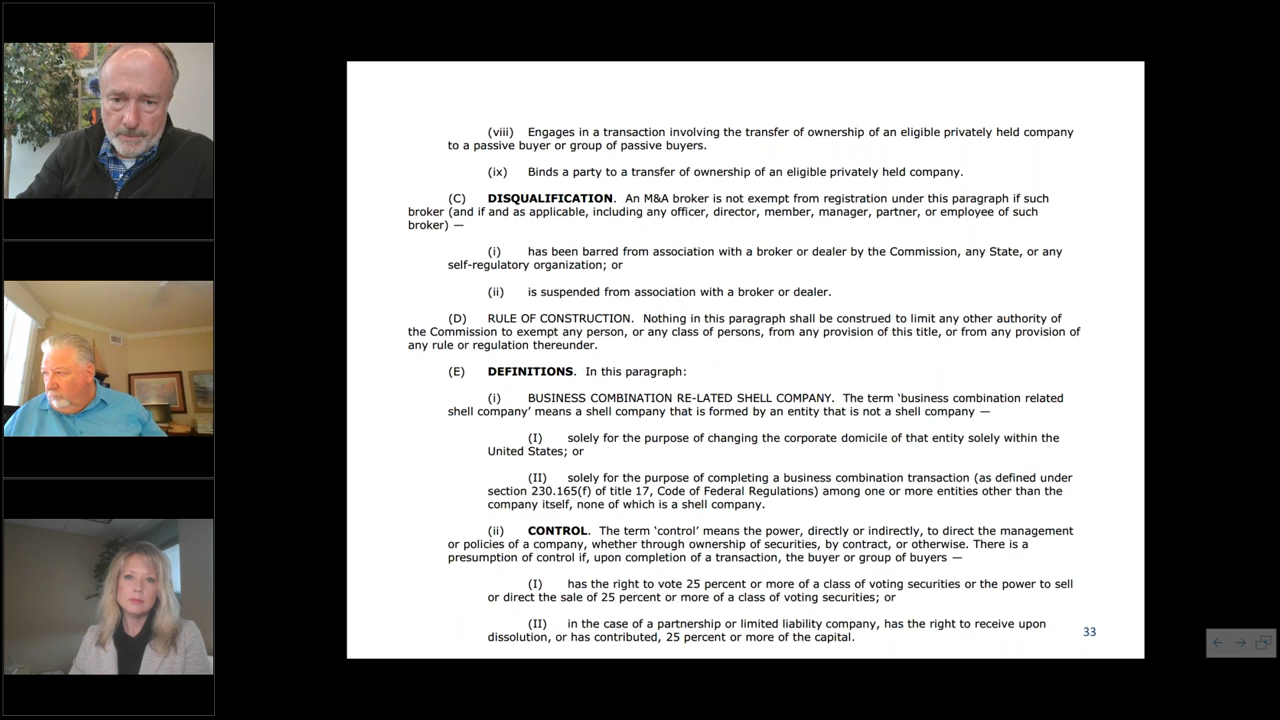 (viii) Engages in a transaction involving the transfer of ownership of an eligible privately held company
to a passive buyer or group of passive buyers.
(ix) Binds a party to a transfer of ownership of an eligible privately held company.
(C) DISQUALIFICATION. An M&A broker is not exempt from registration under this paragraph if such
broker (and if and as applicable, including any officer, director, member, manager, partner, or employee of such
broker) —
(i) has been barred from association with a broker or dealer by the Commission, any State, or any
self-regulatory organization; or
(ii) is suspended from association with a broker or dealer.
(D) RULE OF CONSTRUCTION. Nothing in this paragraph shall be construed to limit any other authority of
the Commission to exempt any person, or any class of persons, from any provision of this title, or from any provision of
any rule or regulation thereunder.
(E) DEFINITIONS. In this paragraph:
(i) BUSINESS COMBINATION RE-LATED SHELL COMPANY. The term ‘business combination related
shell company’ means a shell company that is formed by an entity that is not a shell company —
(I) solely for the purpose of changing the corporate domicile of that entity solely within the
United States; or
(II) solely for the purpose of completing a business combination transaction (as defined under
section 230.165(f) of title 17, Code of Federal Regulations) among one or more entities other than the
company itself, none of which is a shell company.
(ii) CONTROL. The term ‘control’ means the power, directly or indirectly, to direct the management
or policies of a company, whether through ownership of securities, by contract, or otherwise. There is a
presumption of control if, upon completion of a transaction, the buyer or group of buyers —
(I) has the right to vote 25 percent or more of a class of voting securities or the power to sell
or direct the sale of 25 percent or more of a class of voting securities; or
(II) in the case of a partnership or limited liability company, has the right to receive upon
dissolution, or has contributed, 25 percent or more of the capital.
33